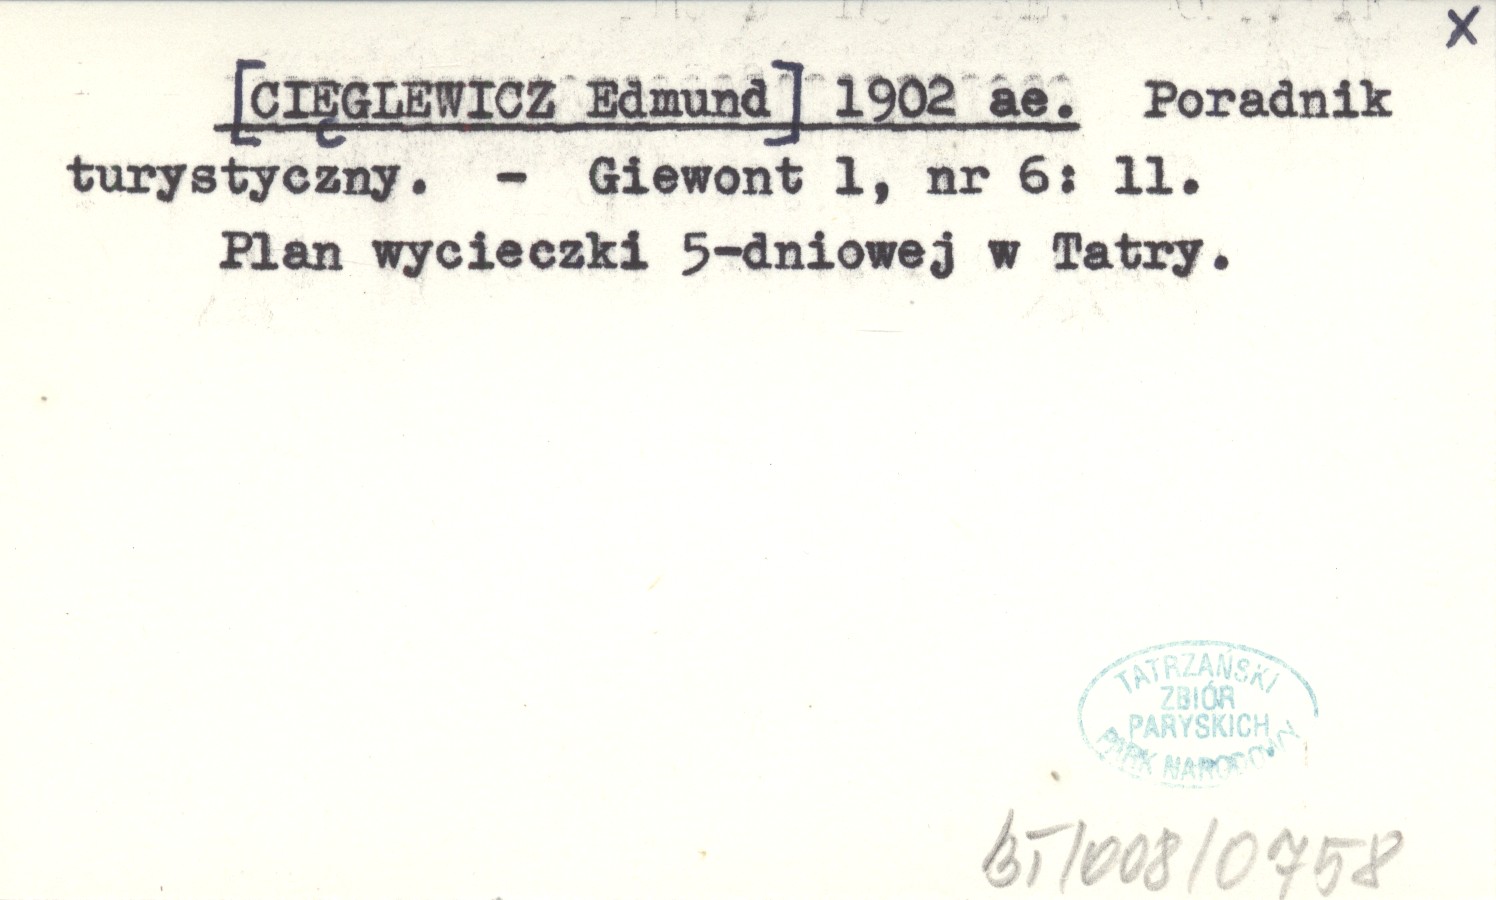 x
[CIĘGLEWICZ Edmund] 1902 ae. Poradnik
turystyczny. - Giewont 1, nr 6: 11.
Plan wycieczki 5-dniowej w Tatry.
TATRZAŃSKI
ZBIÓR
PARYSKICH
PARK NARODOWY
BT/008/0758